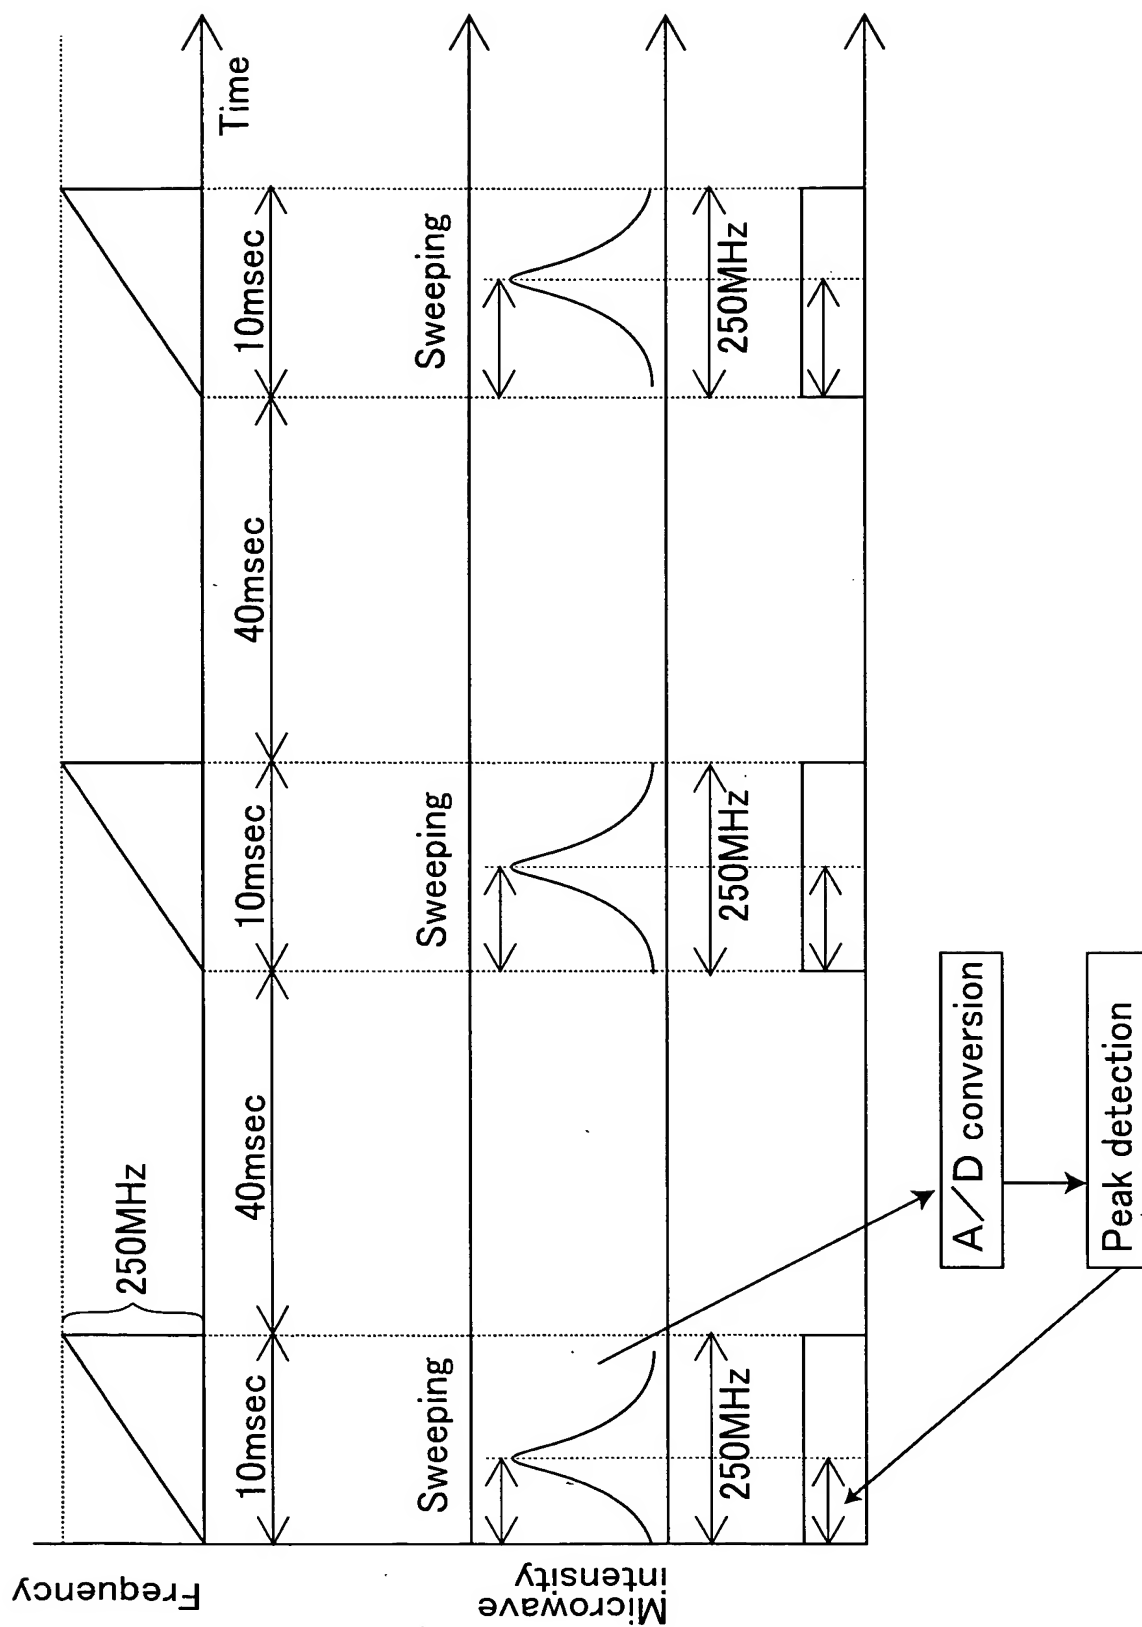 Frequency
250MHz
Time
10msec
40msec
10msec
40msec
10msec
Microwave
intensity
Sweeping
Sweeping
Sweeping
250MHz
250MHz
250MHz
A/D conversion
Peak detection